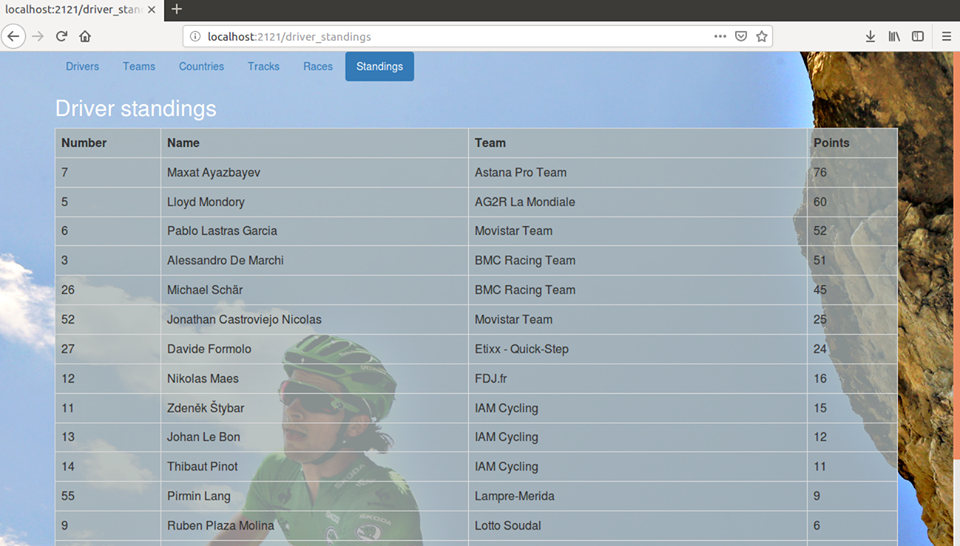 localhost:2121/driver_stan
localhost:2121/driver_standings
Drivers Teams Countries Tracks Races Standings
Driver standings
Number Name Team Points
7 Maxat Ayazbayev Astana Pro Team 76
5 Lloyd Mondory AG2R La Mondiale 60
6 Pablo Lastras Garcia Movistar Team 52
3 Alessandro De Marchi BMC Racing Team 51
26 Michael Schär BMC Racing Team 45
52 Jonathan Castroviejo Nicolas Movistar Team 25
27 Davide Formolo Etixx - Quick-Step 24
12 Nikolas Maes FDJ.fr 16
11 Zdeněk Štybar IAM Cycling 15
13 Johan Le Bon IAM Cycling 12
14 Thibaut Pinot IAM Cycling 11
55 Pirmin Lang Lampre-Merida 9
9 Ruben Plaza Molina Lotto Soudal 6